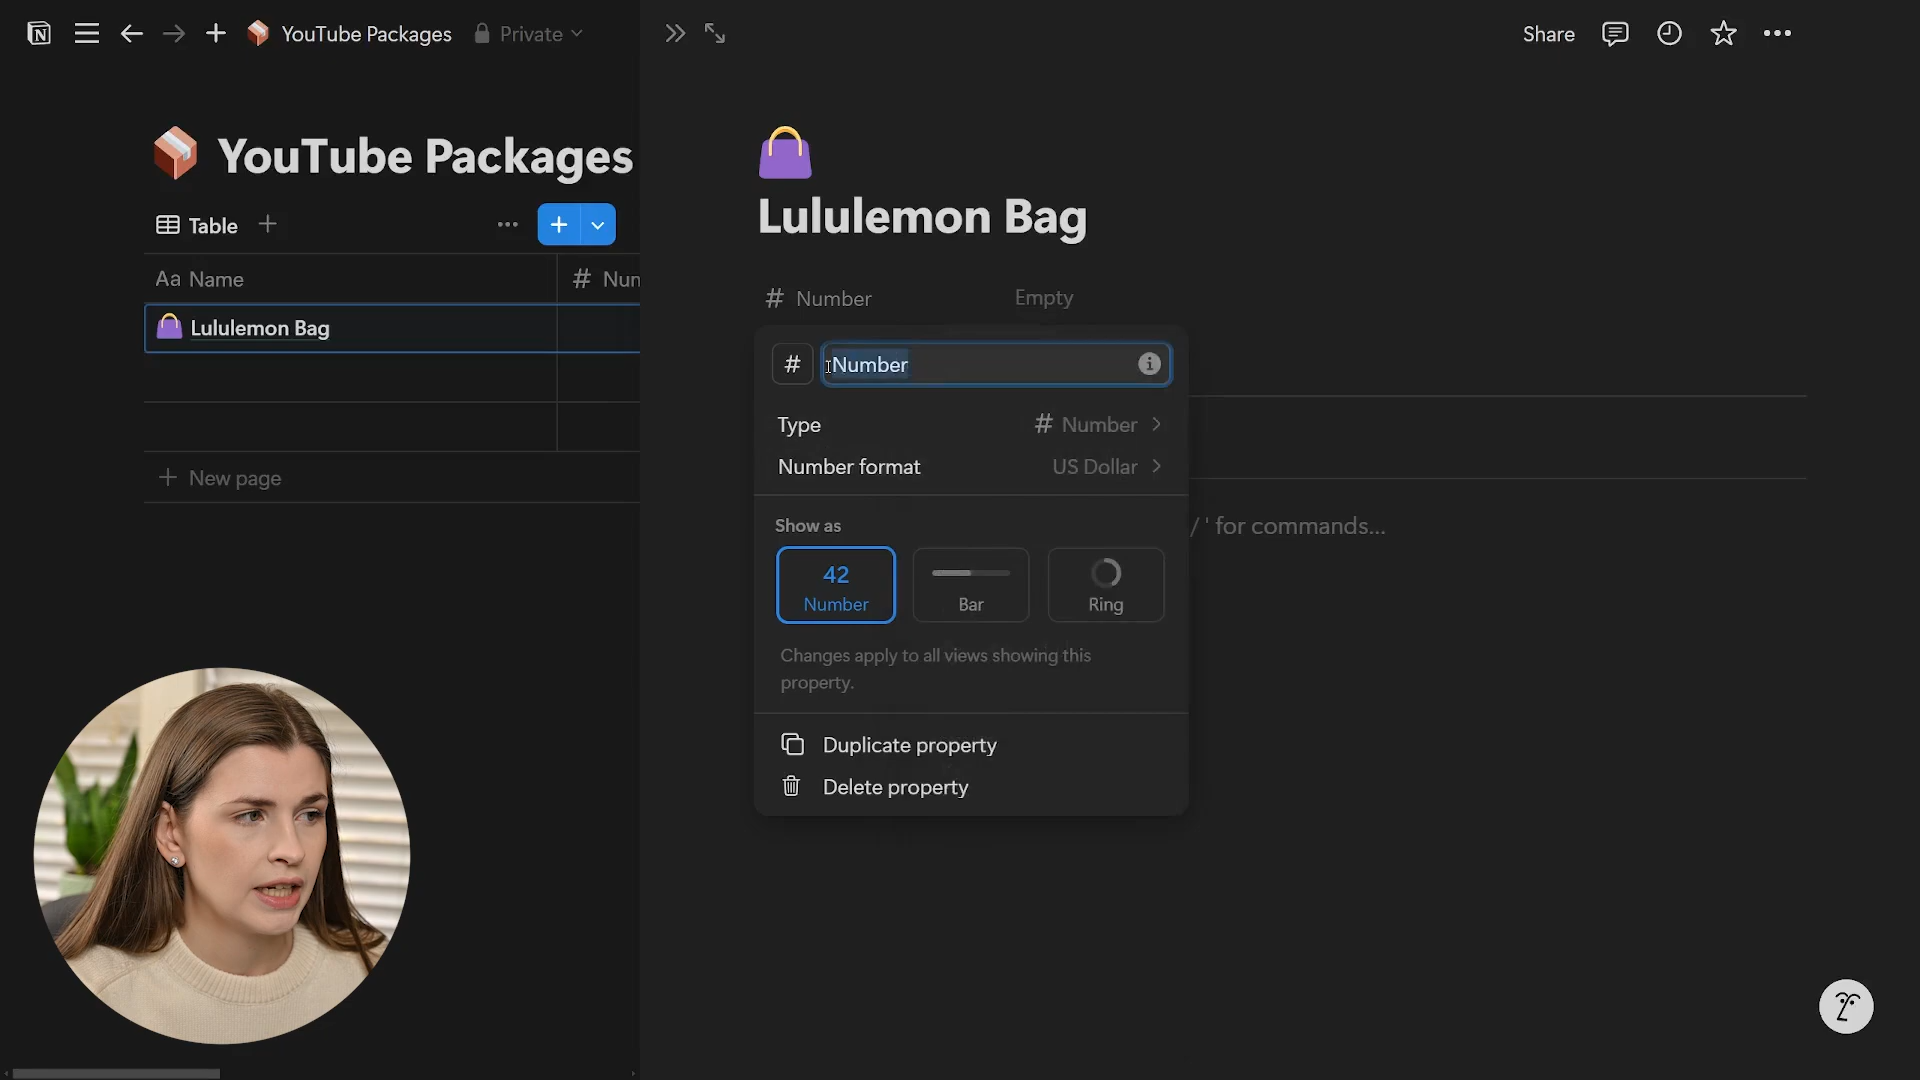 YouTube Packages
Private
Share
YouTube Packages
Table
Aa Name
# Num
Lululemon Bag
New page
Lululemon Bag
# Number
Empty
#
Number
Type
# Number
Number format
US Dollar
Show as
42
Number
Bar
Ring
Changes apply to all views showing this
property.
Duplicate property
Delete property
/' for commands...